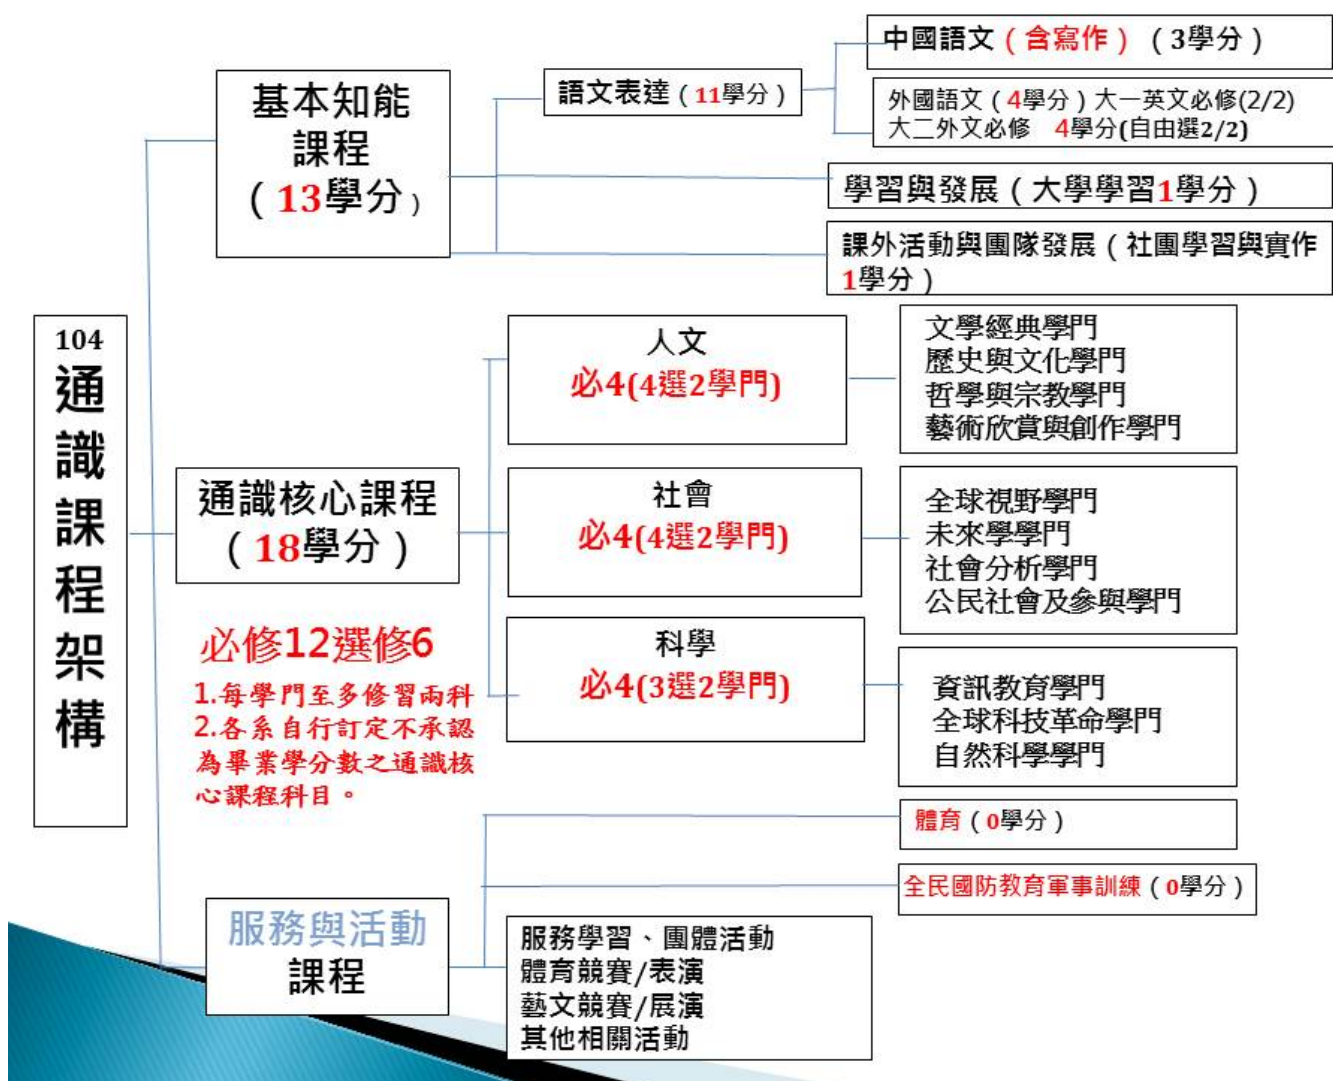 104
通識課程架構
基本知能
課程
（13學分）
語文表達（11學分）
中國語文（含寫作）（3學分）
外國語文（4學分）大一英文必修(2/2)
大二外文必修 4學分(自由選2/2)
學習與發展（大學學習1學分）
課外活動與團隊發展（社團學習與實作
1學分）
通識核心課程
（18學分）
必修12選修6
1.每學門至多修習兩科
2.各系自行訂定不承認
為畢業學分數之通識核
心課程科目。
人文
必4(4選2學門)
文學經典學門
歷史與文化學門
哲學與宗教學門
藝術欣賞與創作學門
社會
必4(4選2學門)
全球視野學門
未來學學門
社會分析學門
公民社會及參與學門
科學
必4(3選2學門)
資訊教育學門
全球科技革命學門
自然科學學門
服務與活動
課程
體育（0學分）
全民國防教育軍事訓練（0學分）
服務學習、團體活動
體育競賽/表演
藝文競賽/展演
其他相關活動